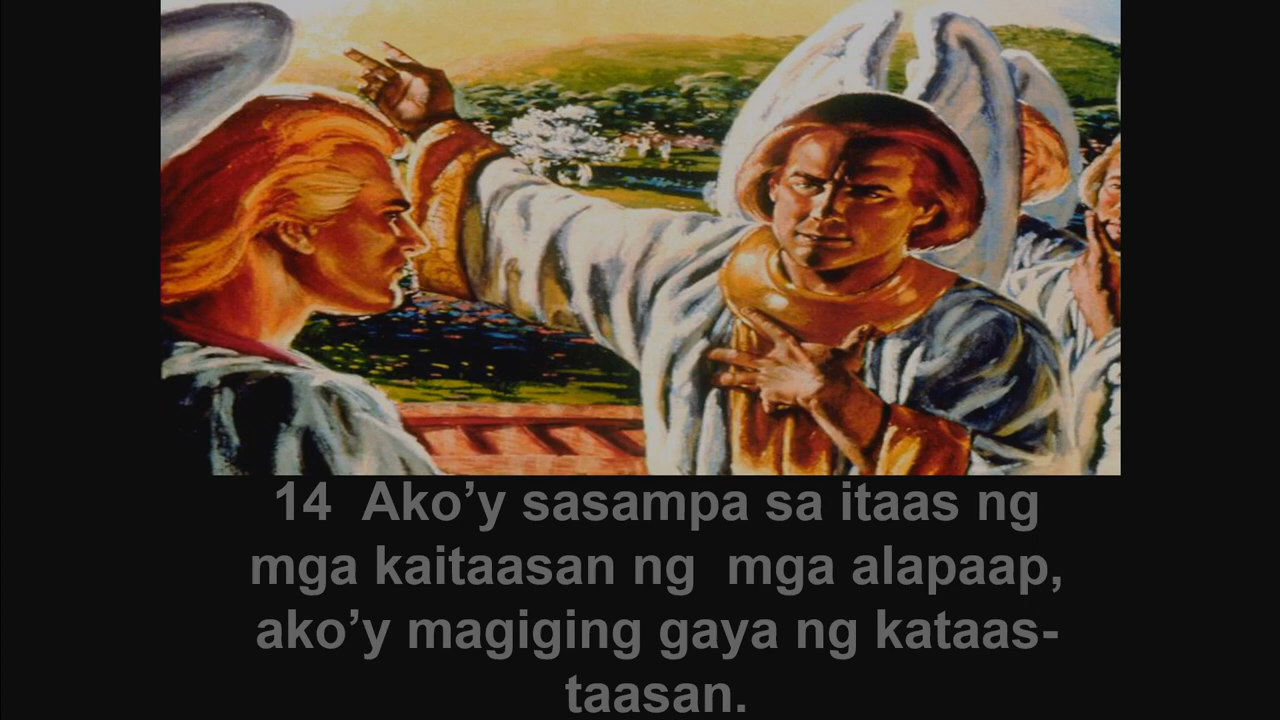 14  Ako’y sasampa sa itaas ng
mga kaitaasan ng  mga alapaap,
ako’y magiging gaya ng kataas-
taasan.